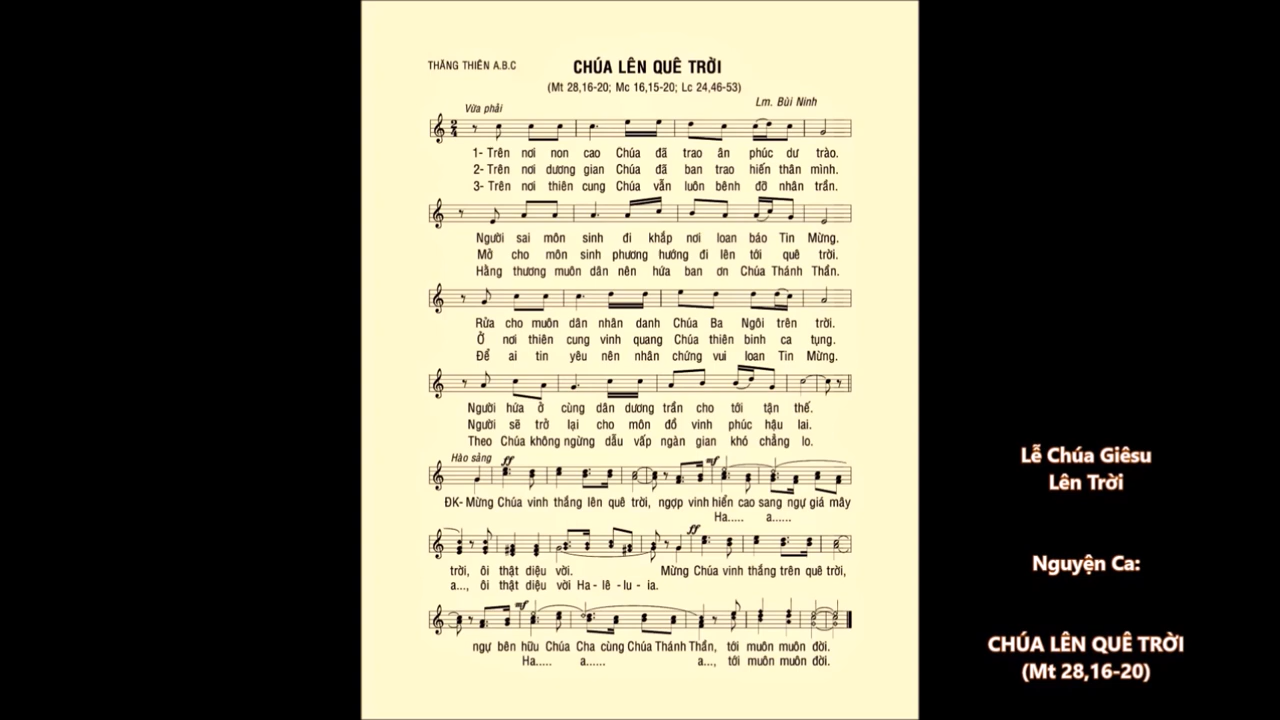 THĂNG THIÊN A.B.C
CHÚA LÊN QUÊ TRỜI
(Mt 28,16-20; Mc 16,15-20; Lc 24,46-53)
Lm. Bùi Ninh
Vừa phải
1- Trên nơi non cao Chúa đã trao ân phúc dư trào.
2- Trên nơi dương gian Chúa đã ban trao hiến thân mình.
3- Trên nơi thiên cung Chúa vẫn luôn bênh đỡ nhân trần.
Người sai môn sinh đi khắp nơi loan báo Tin Mừng.
Mở cho môn sinh phương hướng đi lên tới quê trời.
Hằng thương muôn dân nên hứa ban ơn Chúa Thánh Thần.
Rửa cho muôn dân nhân danh Chúa Ba Ngôi trên trời.
Ở nơi thiên cung vinh quang Chúa thiên binh ca tụng.
Để ai tin yêu nên nhân chứng vui loan Tin Mừng.
Người hứa ở cùng dân dương trần cho tới tận thế.
Người sẽ trở lại cho môn đồ vinh phúc hậu lai.
Theo Chúa không ngừng dẫu vấp ngàn gian khó chẳng lo.
Hào sảng ff mf
ĐK- Mừng Chúa vinh thắng lên quê trời, ngợp vinh hiển cao sang ngự giá mây
Ha..... a......
ff
trời, ôi thật diệu vời. Mừng Chúa vinh thắng trên quê trời,
a..., ôi thật diệu vời Ha - lê - lu - ia.
mf
ngự bên hữu Chúa Cha cùng Chúa Thánh Thần, tới muôn muôn đời.
Ha..... a...... a..., tới muôn muôn đời.
Lễ Chúa Giêsu
Lên Trời
Nguyện Ca:
CHÚA LÊN QUÊ TRỜI
(Mt 28,16-20)